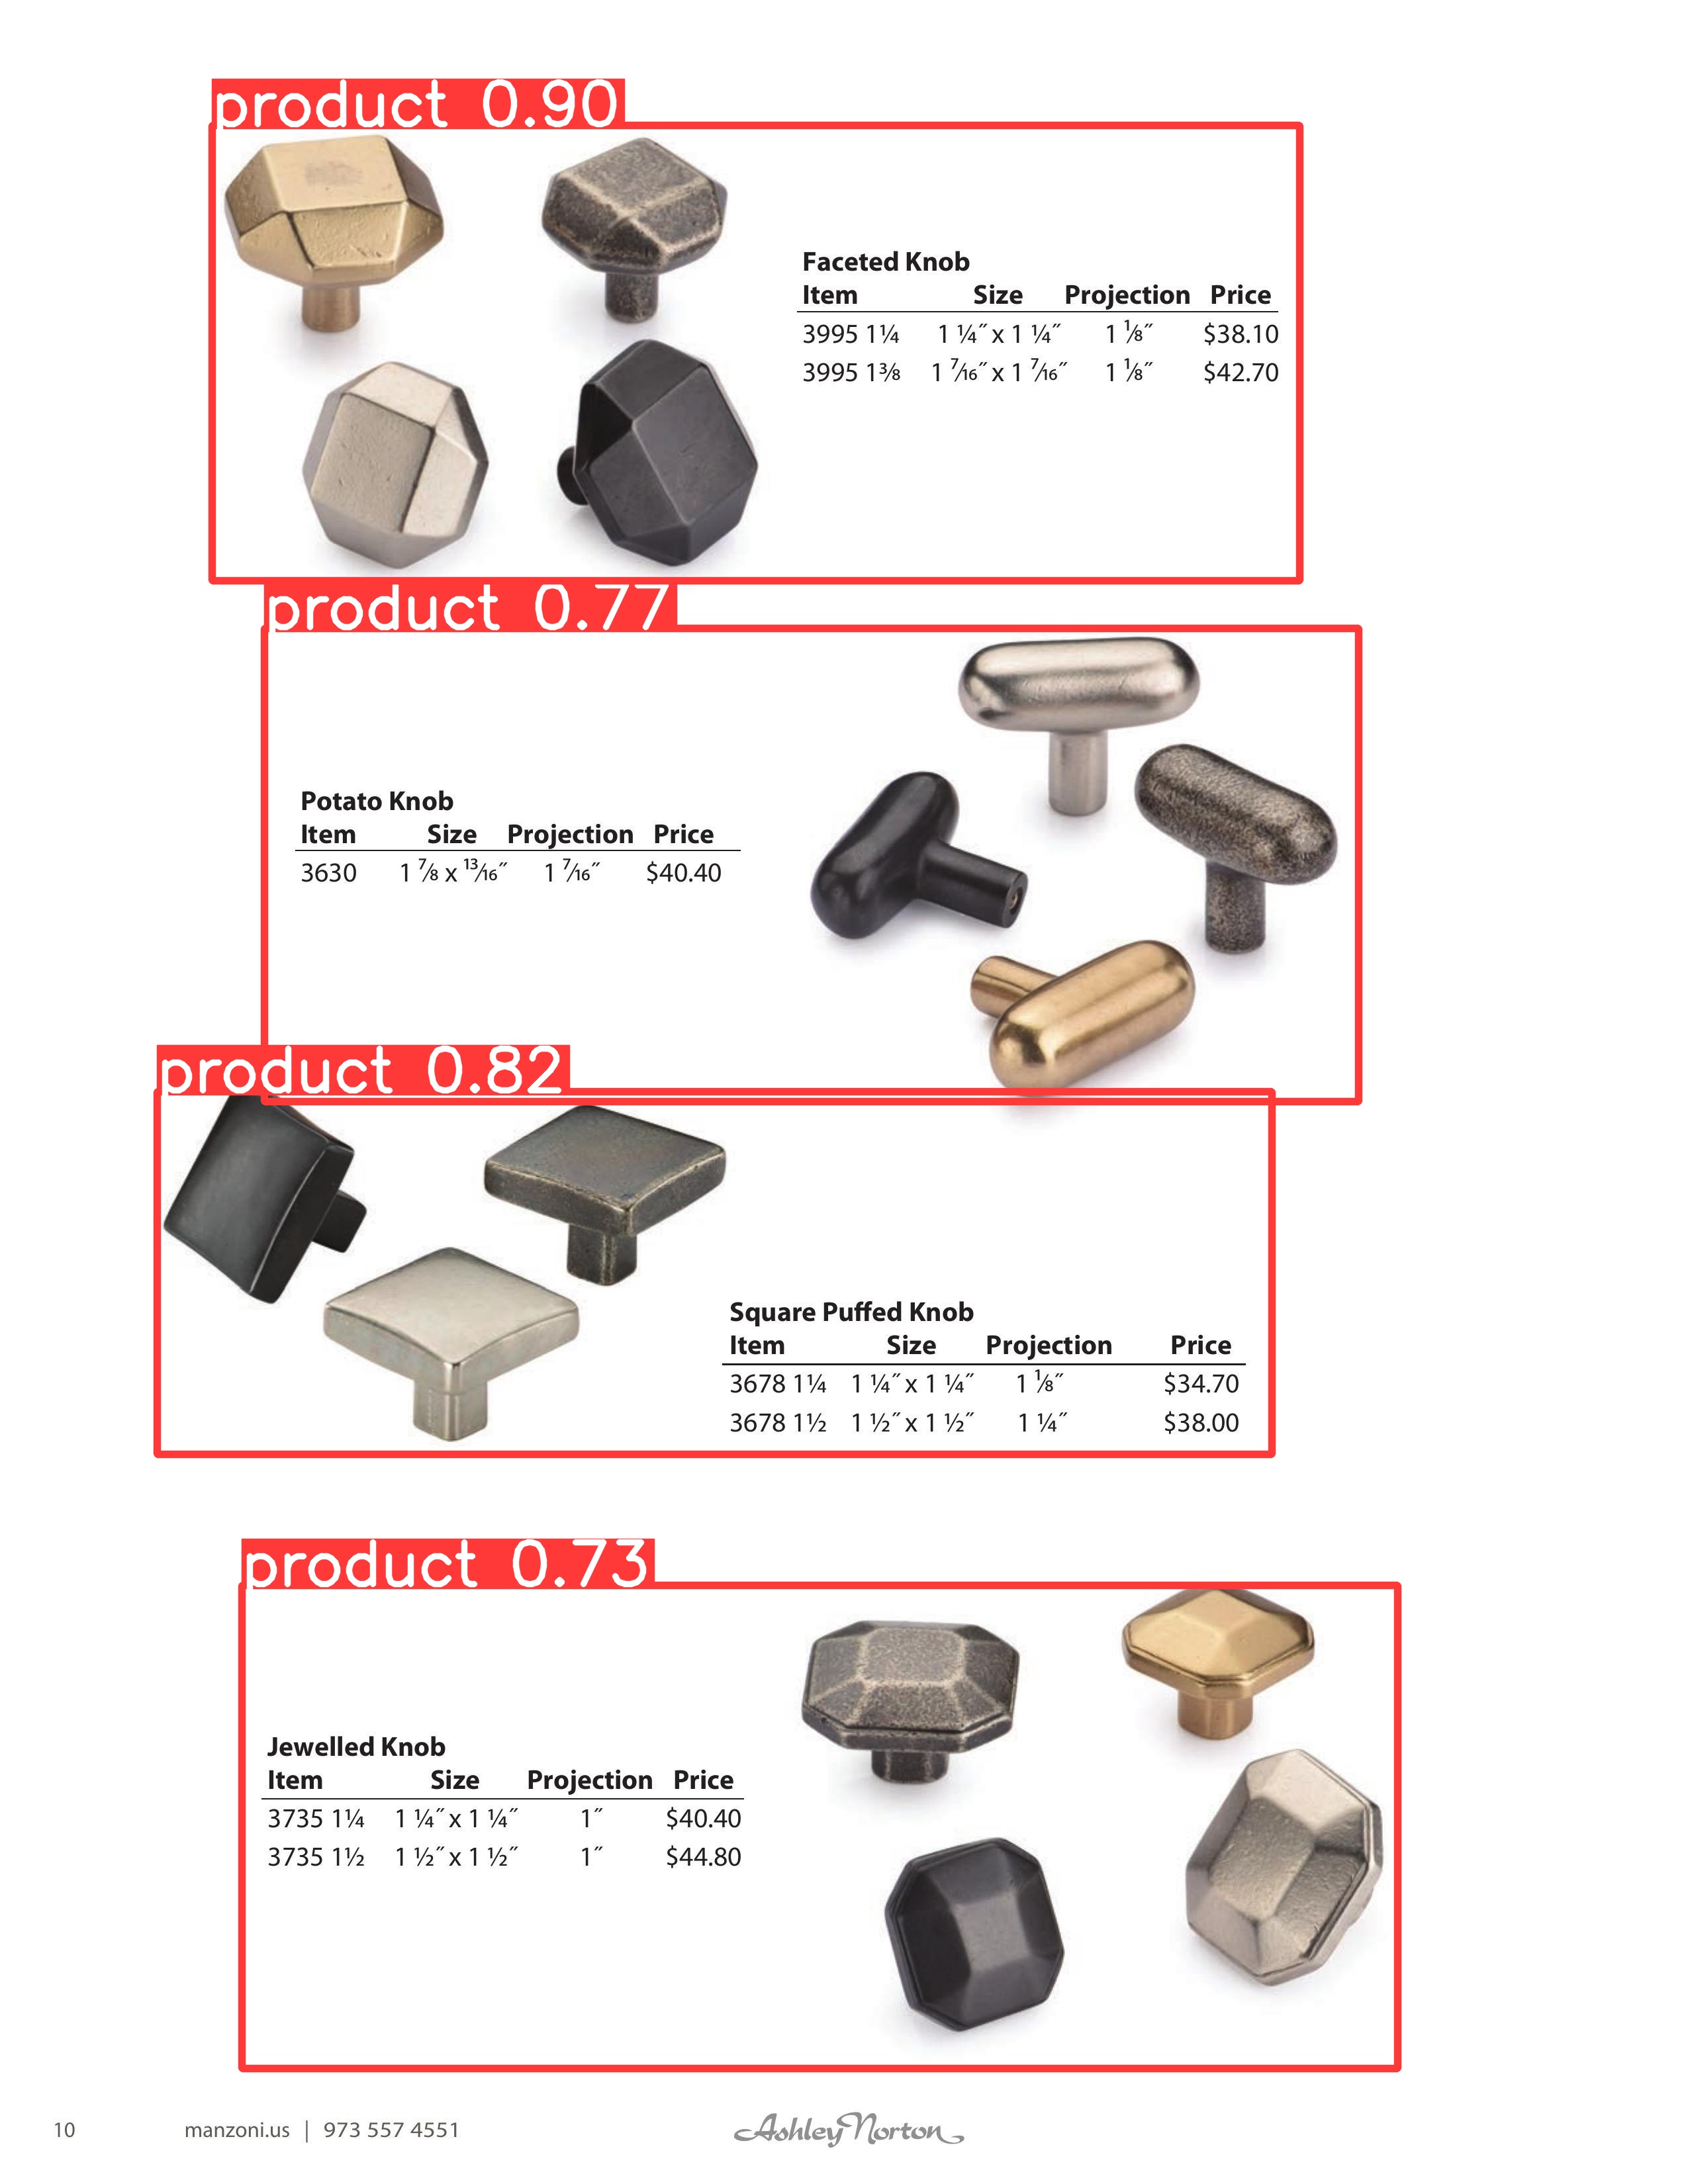 product 0.90
Faceted Knob
Item Size Projection Price
3995 1¼ 1 ¼˝ x 1 ¼˝ 1 ⅛˝ $38.10
3995 1⅜ 1 7⁄16˝ x 1 7⁄16˝ 1 ⅛˝ $42.70
product 0.77
Potato Knob
Item Size Projection Price
3630 1 ⅞ x 13⁄16˝ 1 7⁄16˝ $40.40
product 0.82
Square Puffed Knob
Item Size Projection Price
3678 1¼ 1 ¼˝ x 1 ¼˝ 1 ⅛˝ $34.70
3678 1½ 1 ½˝ x 1 ½˝ 1 ¼˝ $38.00
product 0.73
Jewelled Knob
Item Size Projection Price
3735 1¼ 1 ¼˝ x 1 ¼˝ 1˝ $40.40
3735 1½ 1 ½˝ x 1 ½˝ 1˝ $44.80
10 manzoni.us | 973 557 4551 Ashley Norton